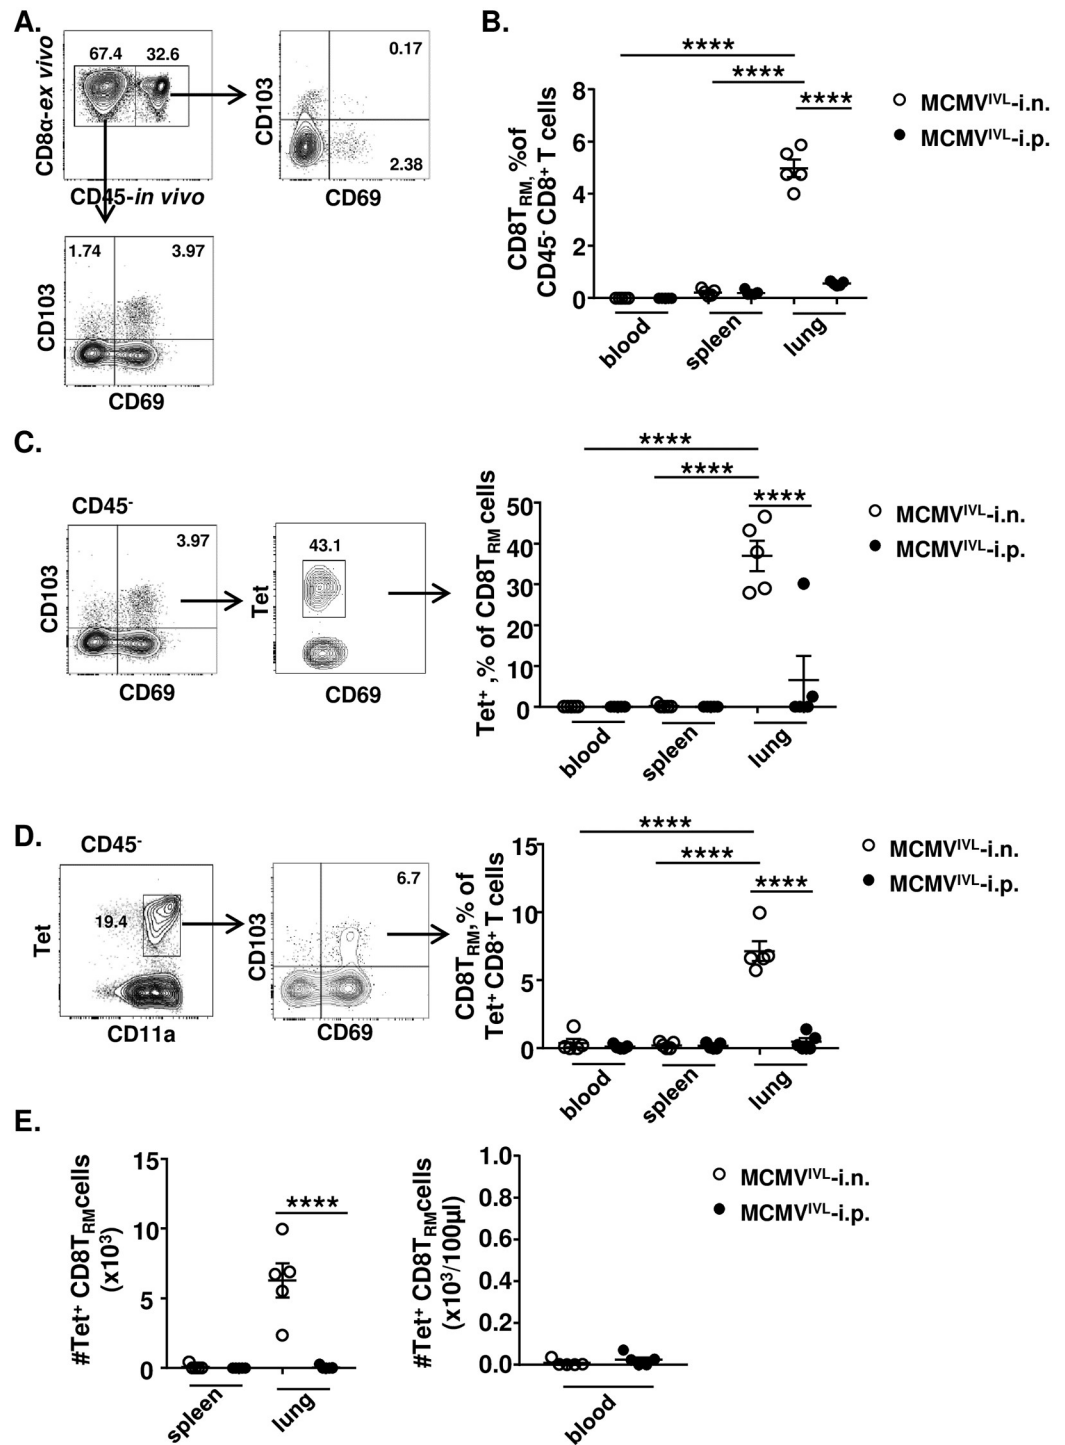 A.
CD8α-ex vivo
67.4 32.6
CD45-in vivo
CD103
0.17
2.38
CD69
CD103
1.74 3.97
CD69
B.
CD8TRM, %of
CD45- CD8+ T cells
8
6
4
2
0
****
****
****
blood
spleen
lung
MCMVIVL-i.n.
MCMVIVL-i.p.
C.
CD45-
CD103
3.97
CD69
Tet
43.1
CD69
Tet+ ,% of CD8TRM cells
50
40
30
20
10
0
****
****
****
blood
spleen
lung
MCMVIVL-i.n.
MCMVIVL-i.p.
D.
CD45-
Tet
19.4
CD11a
CD103
6.7
CD69
CD8TRM,% of
Tet+ CD8+ T cells
15
10
5
0
****
****
****
blood
spleen
lung
MCMVIVL-i.n.
MCMVIVL-i.p.
E.
#Tet+ CD8TRMcells
(x103)
15
10
5
0
****
spleen
lung
#Tet+ CD8TRMcells
(x103/100µl)
1.0
0.8
0.6
0.4
0.2
0.0
blood
MCMVIVL-i.n.
MCMVIVL-i.p.